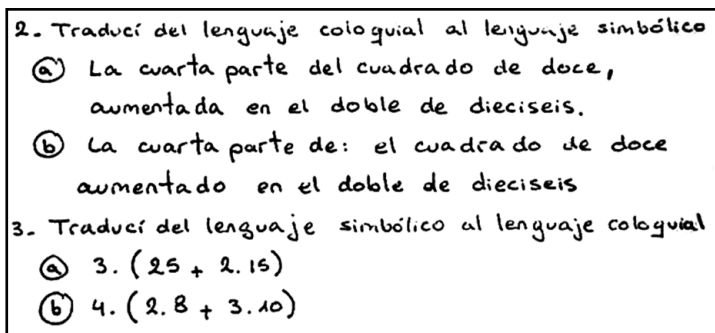 2. Traducí del lenguaje coloquial al lenguaje simbólico
a) La cuarta parte del cuadrado de doce,
aumentada en el doble de dieciseis.
b) La cuarta parte de: el cuadrado de doce
aumentado en el doble de dieciseis
3. Traducí del lenguaje simbólico al lenguaje coloquial
a) 3. (25 + 2.15)
b) 4. (2.8 + 3.10)